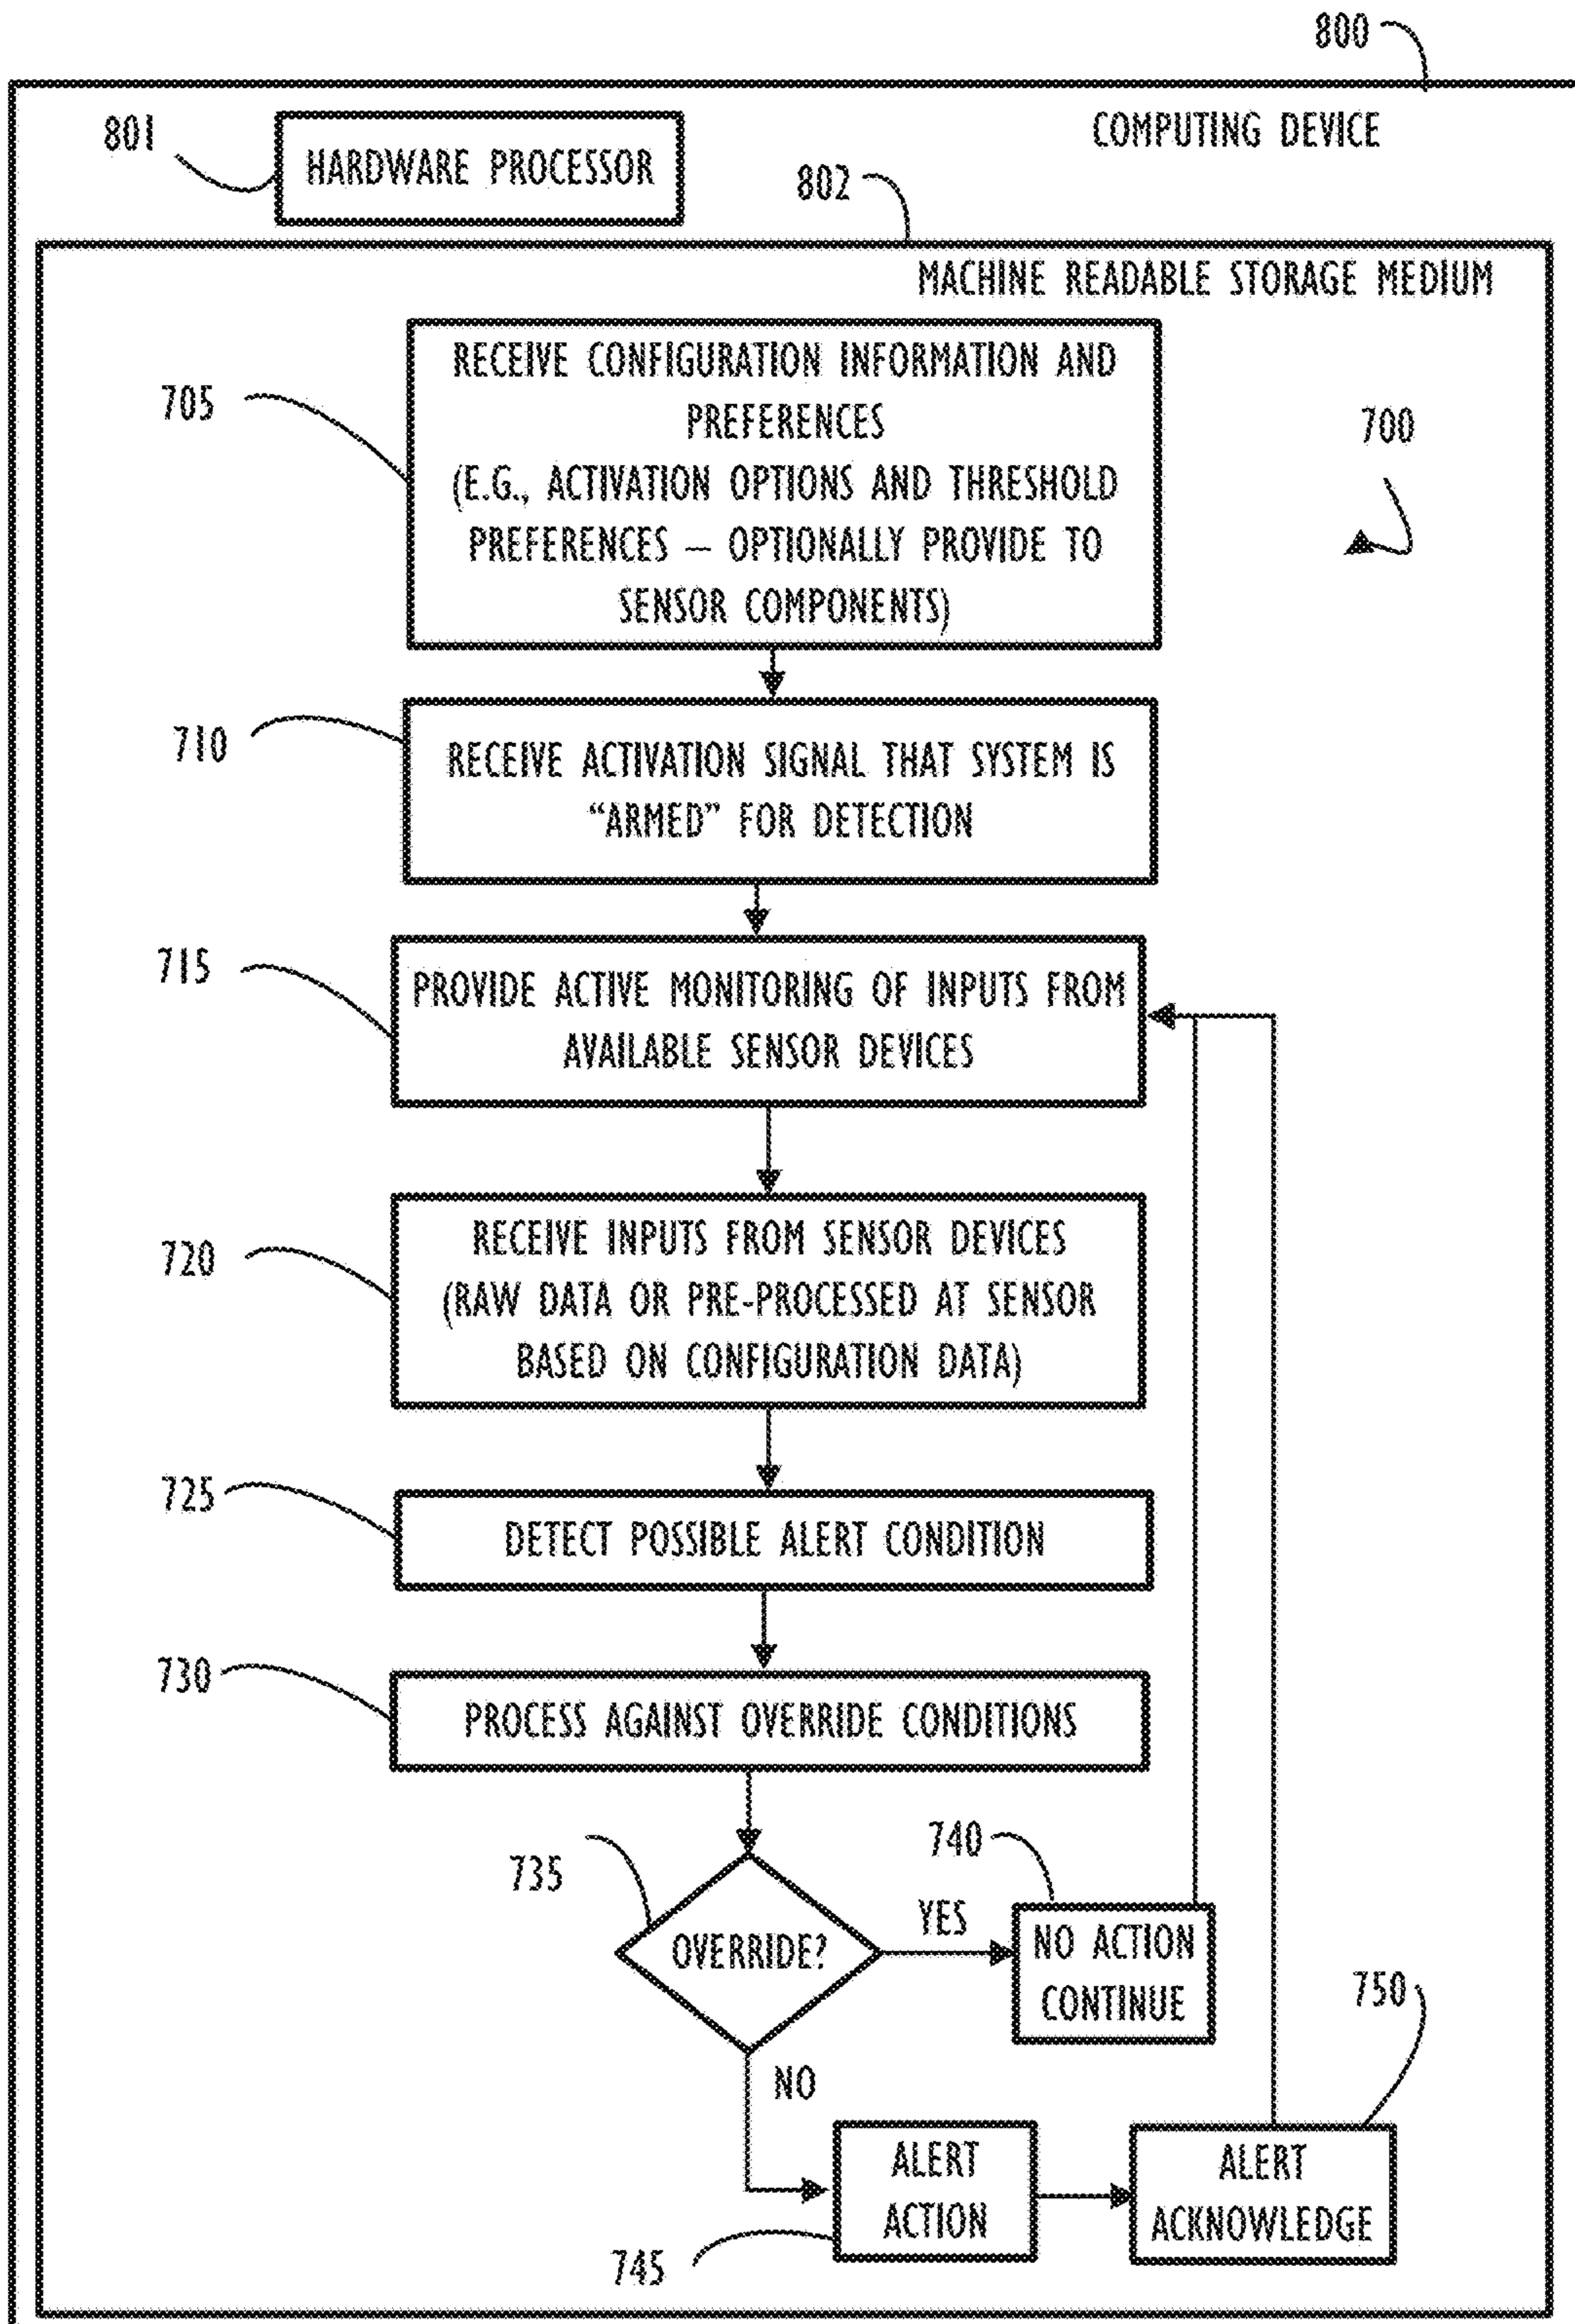 800
COMPUTING DEVICE
801
HARDWARE PROCESSOR
802
MACHINE READABLE STORAGE MEDIUM
705
RECEIVE CONFIGURATION INFORMATION AND
PREFERENCES
(E.G., ACTIVATION OPTIONS AND THRESHOLD
PREFERENCES — OPTIONALLY PROVIDE TO
SENSOR COMPONENTS)
700
710
RECEIVE ACTIVATION SIGNAL THAT SYSTEM IS
“ARMED” FOR DETECTION
715
PROVIDE ACTIVE MONITORING OF INPUTS FROM
AVAILABLE SENSOR DEVICES
720
RECEIVE INPUTS FROM SENSOR DEVICES
(RAW DATA OR PRE-PROCESSED AT SENSOR
BASED ON CONFIGURATION DATA)
725
DETECT POSSIBLE ALERT CONDITION
730
PROCESS AGAINST OVERRIDE CONDITIONS
735
OVERRIDE?
YES
740
NO ACTION
CONTINUE
NO
745
ALERT
ACTION
750
ALERT
ACKNOWLEDGE